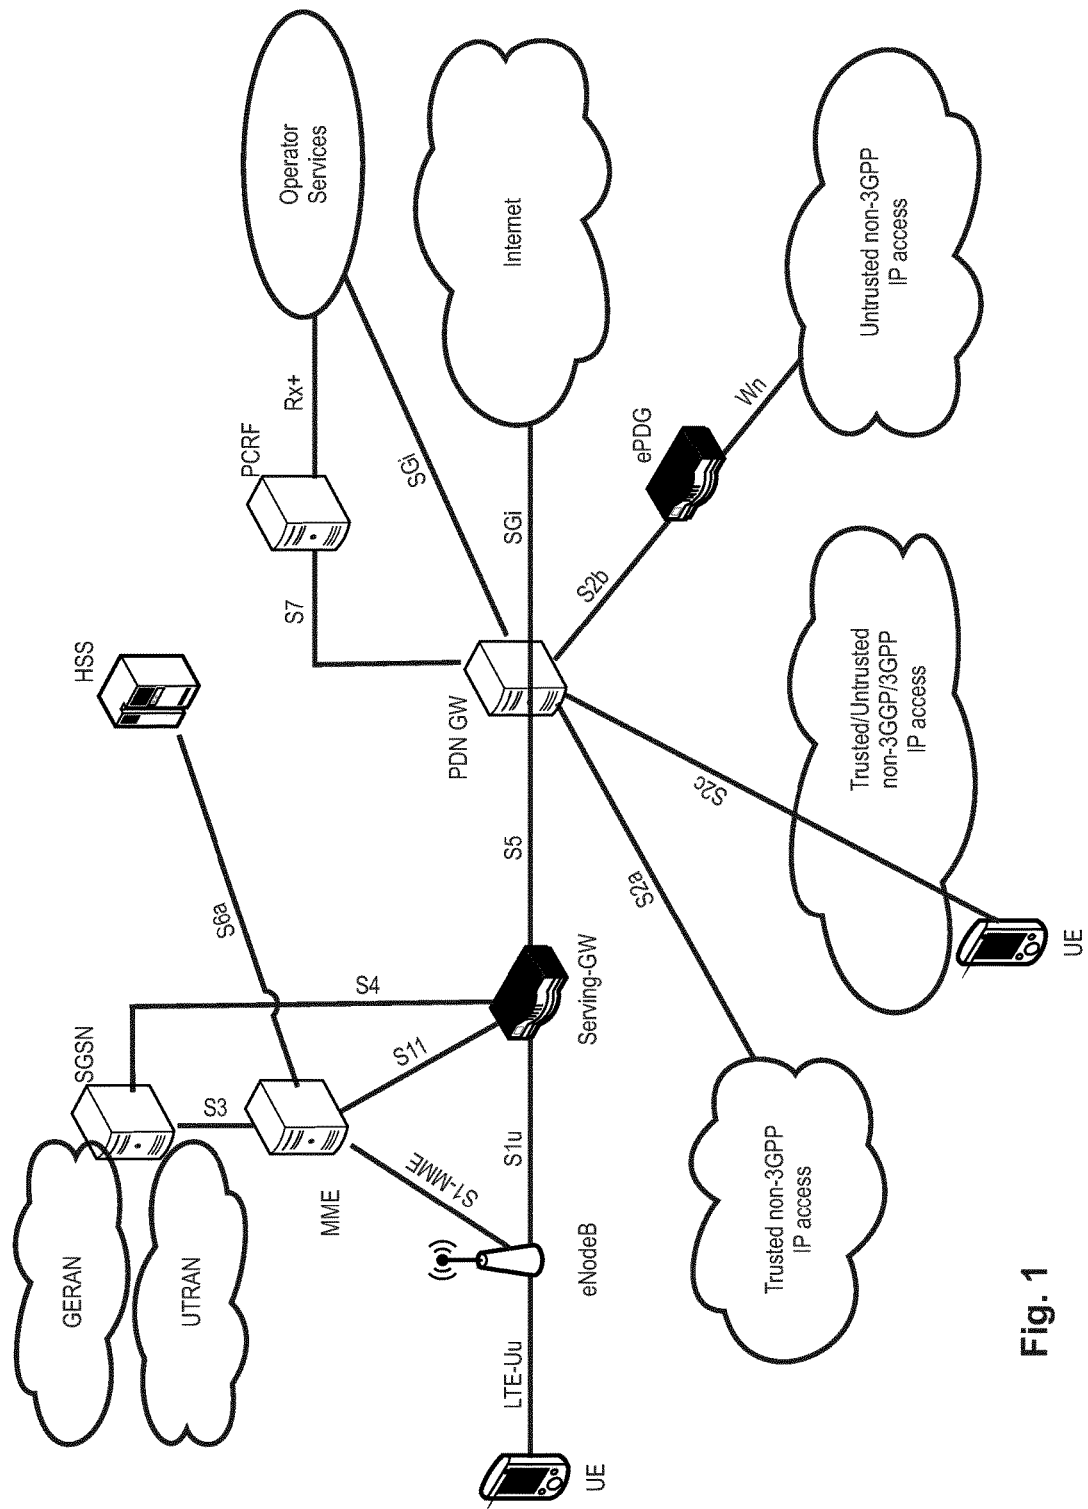 GERAN
UTRAN
SGSN
S3
MME
S6a
HSS
S4
S11
S1-MME
S7
PCRF
Rx+
Operator
Services
SGi
UE
LTE-Uu
eNodeB
S1u
Serving-GW
S5
PDN GW
SGi
Internet
S2a
S2c
S2b
ePDG
Wn
Trusted non-3GPP
IP access
Trusted/Untrusted
non-3GGP/3GPP
IP access
Untrusted non-3GPP
IP access
UE
Fig. 1